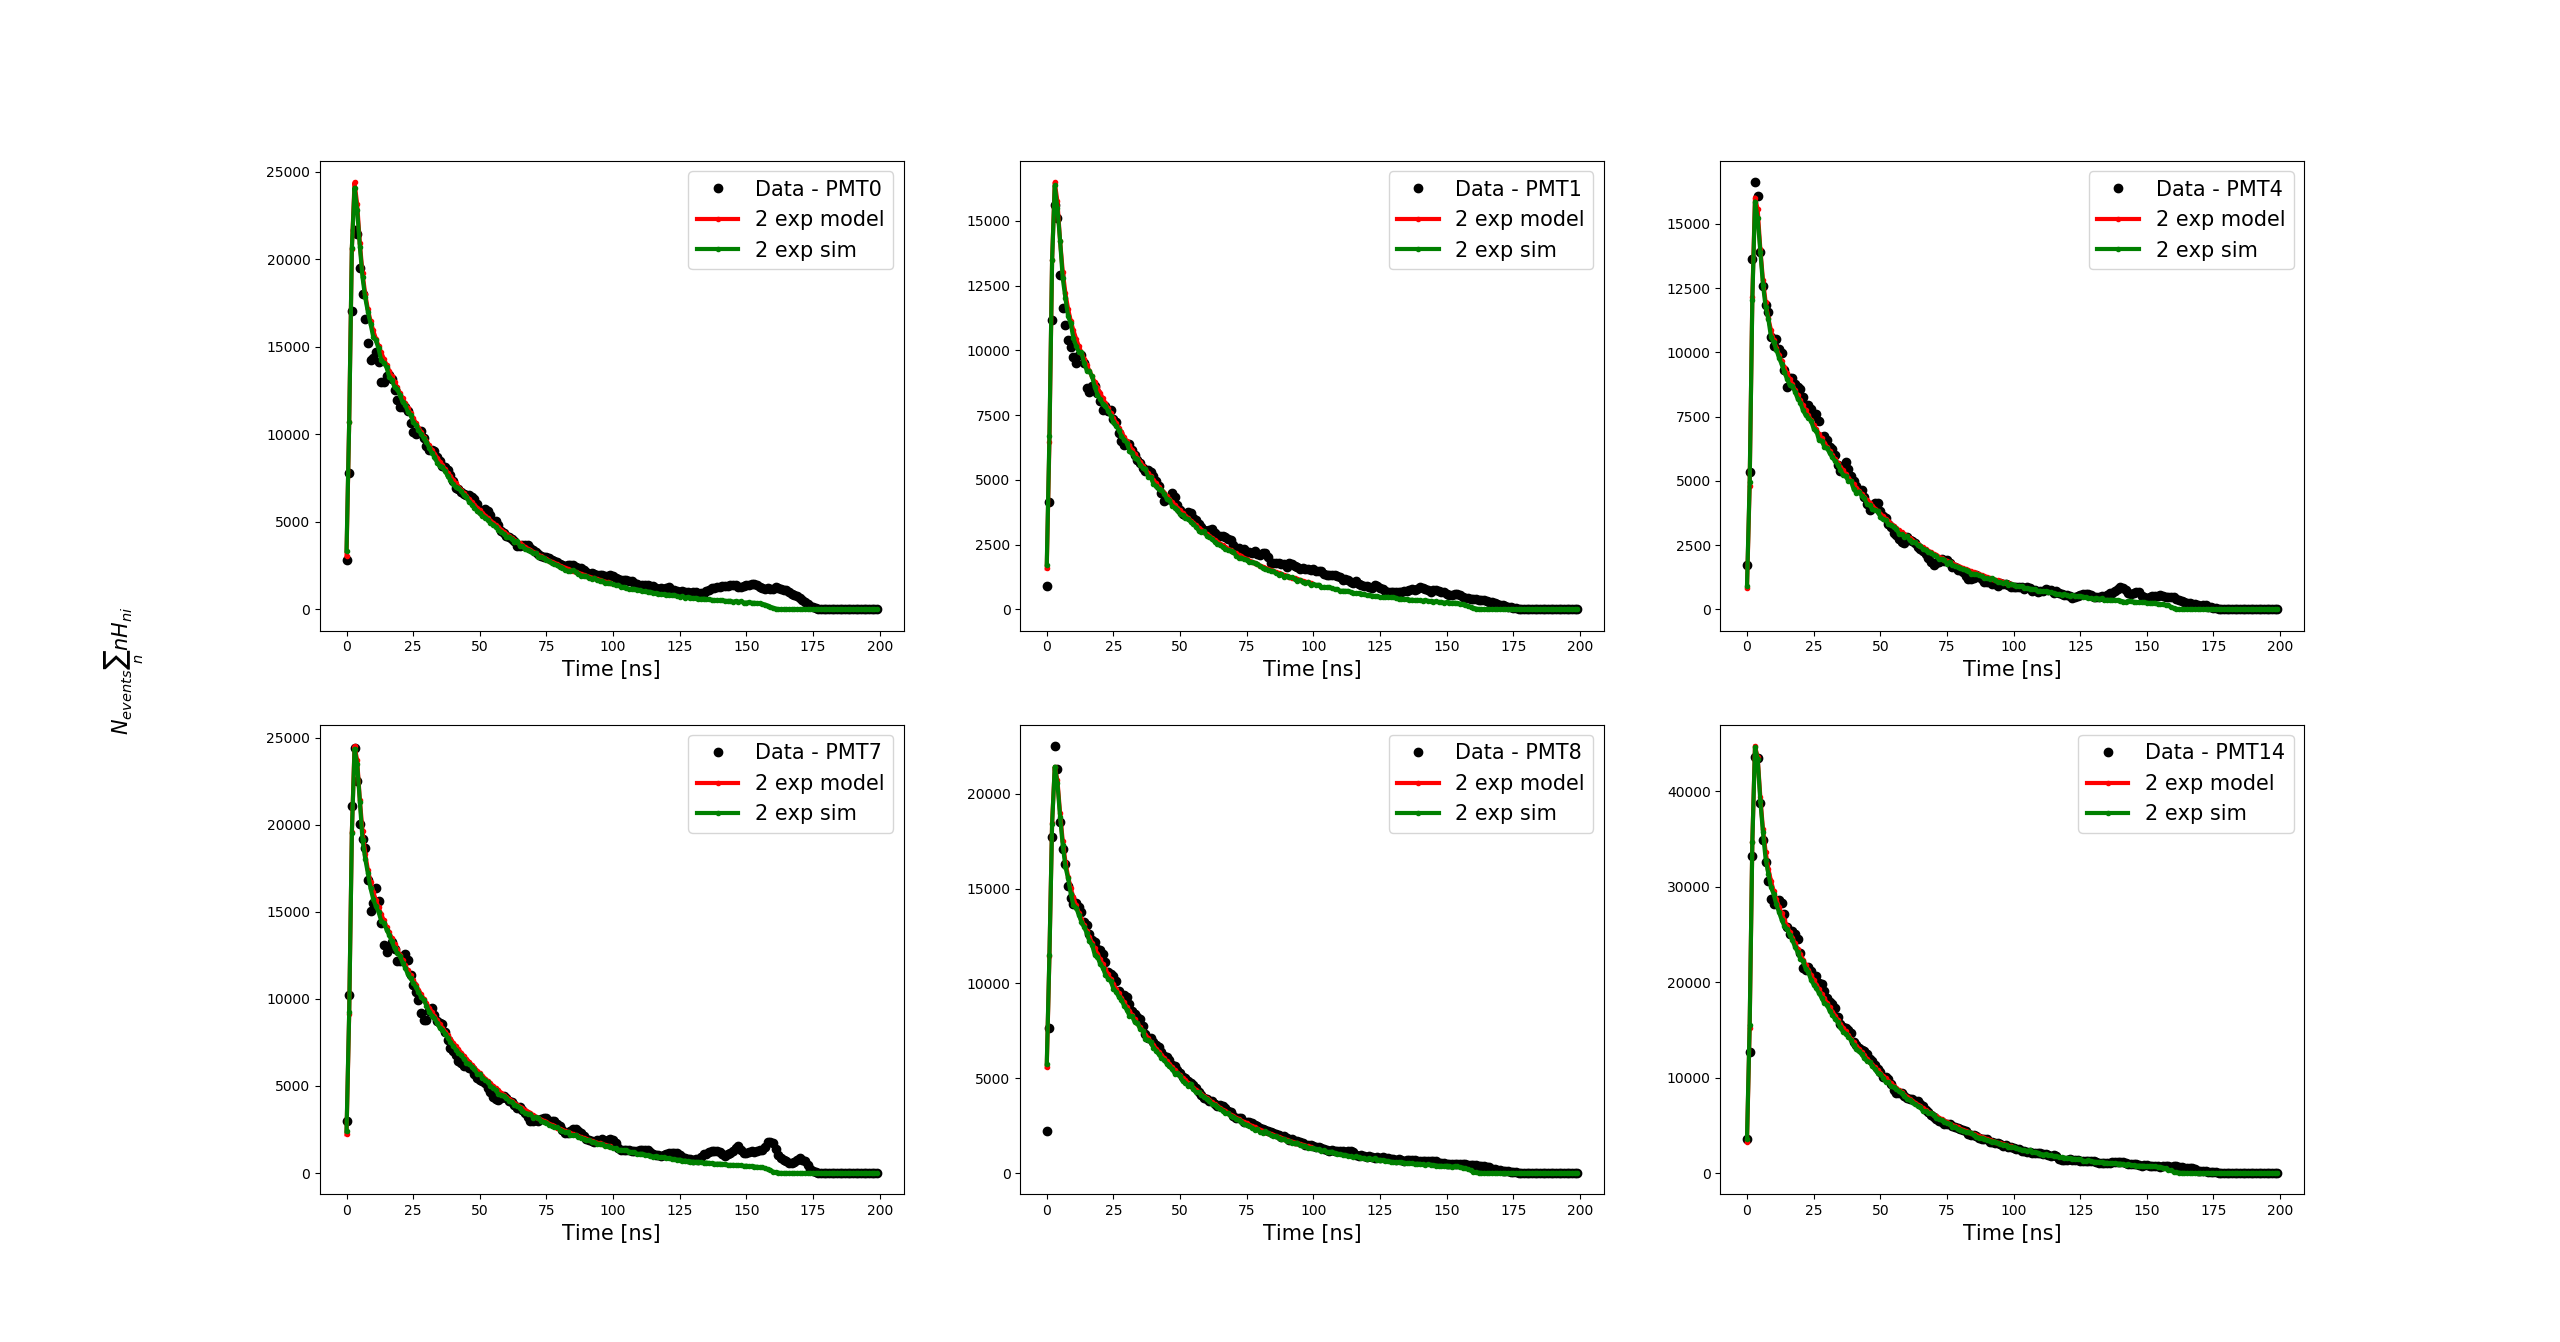 N_{events} \sum_n nH_{ni}
25000
20000
15000
10000
5000
0
Data - PMT0
2 exp model
2 exp sim
0 25 50 75 100 125 150 175 200
Time [ns]
15000
12500
10000
7500
5000
2500
0
Data - PMT1
2 exp model
2 exp sim
0 25 50 75 100 125 150 175 200
Time [ns]
15000
12500
10000
7500
5000
2500
0
Data - PMT4
2 exp model
2 exp sim
0 25 50 75 100 125 150 175 200
Time [ns]
25000
20000
15000
10000
5000
0
Data - PMT7
2 exp model
2 exp sim
0 25 50 75 100 125 150 175 200
Time [ns]
20000
15000
10000
5000
0
Data - PMT8
2 exp model
2 exp sim
0 25 50 75 100 125 150 175 200
Time [ns]
40000
30000
20000
10000
0
Data - PMT14
2 exp model
2 exp sim
0 25 50 75 100 125 150 175 200
Time [ns]